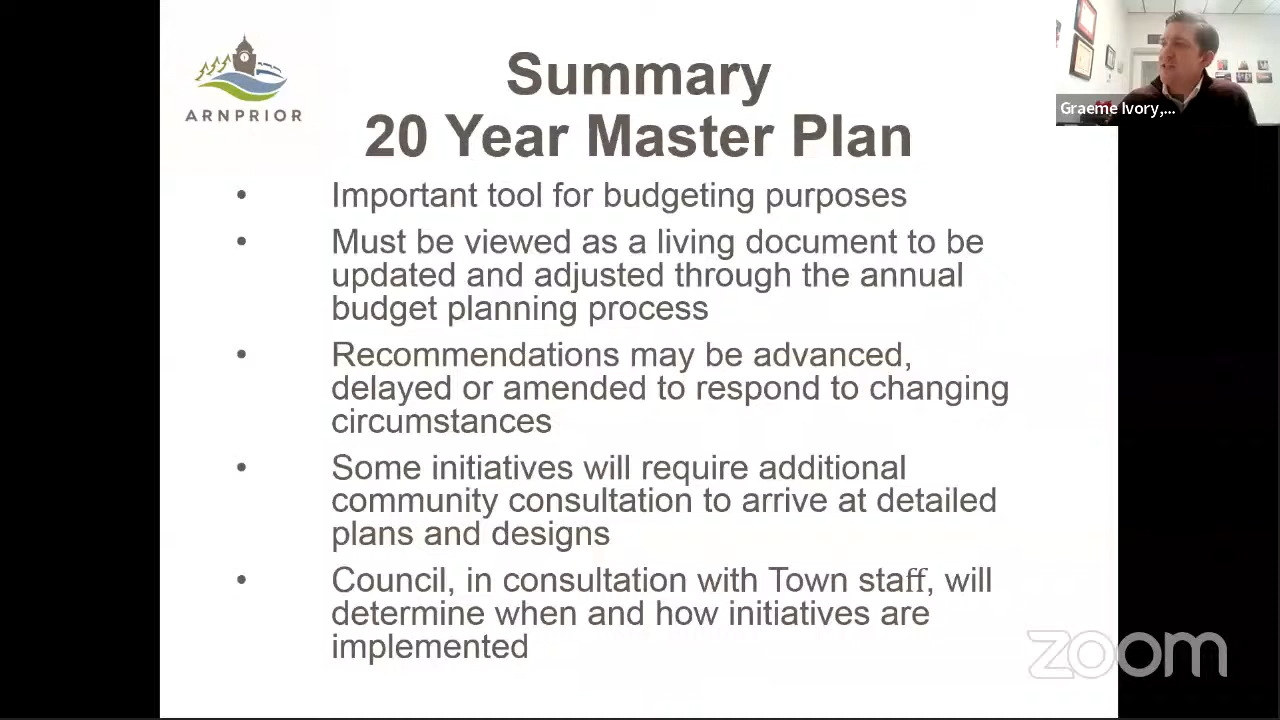 ARNPRIOR
Summary
20 Year Master Plan
Graeme Ivory,...
• Important tool for budgeting purposes
• Must be viewed as a living document to be
updated and adjusted through the annual
budget planning process
• Recommendations may be advanced,
delayed or amended to respond to changing
circumstances
• Some initiatives will require additional
community consultation to arrive at detailed
plans and designs
• Council, in consultation with Town staff, will
determine when and how initiatives are
implemented
zoom